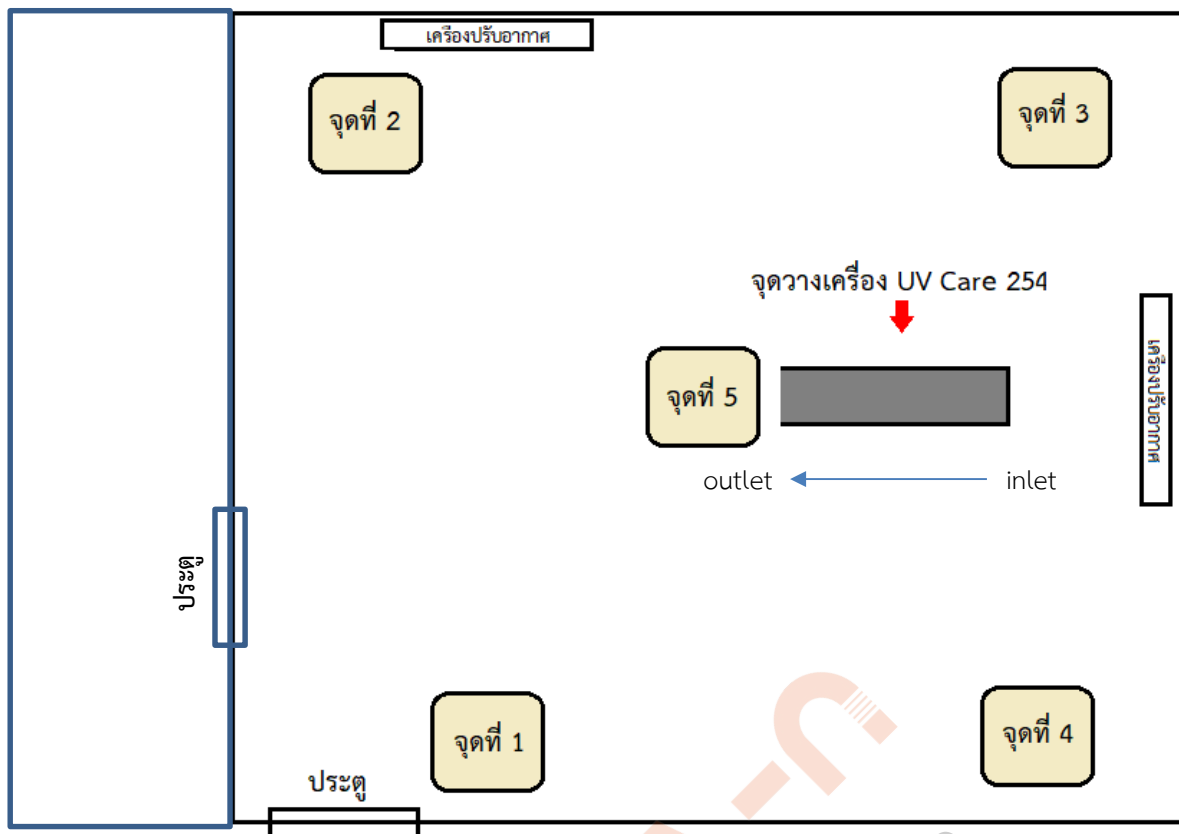 เครื่องปรับอากาศ
จุดที่ 2
จุดที่ 3
จุดวางเครื่อง UV Care 254
เครื่องปรับอากาศ
จุดที่ 5
outlet
inlet
ประตู
จุดที่ 1
จุดที่ 4
ประตู